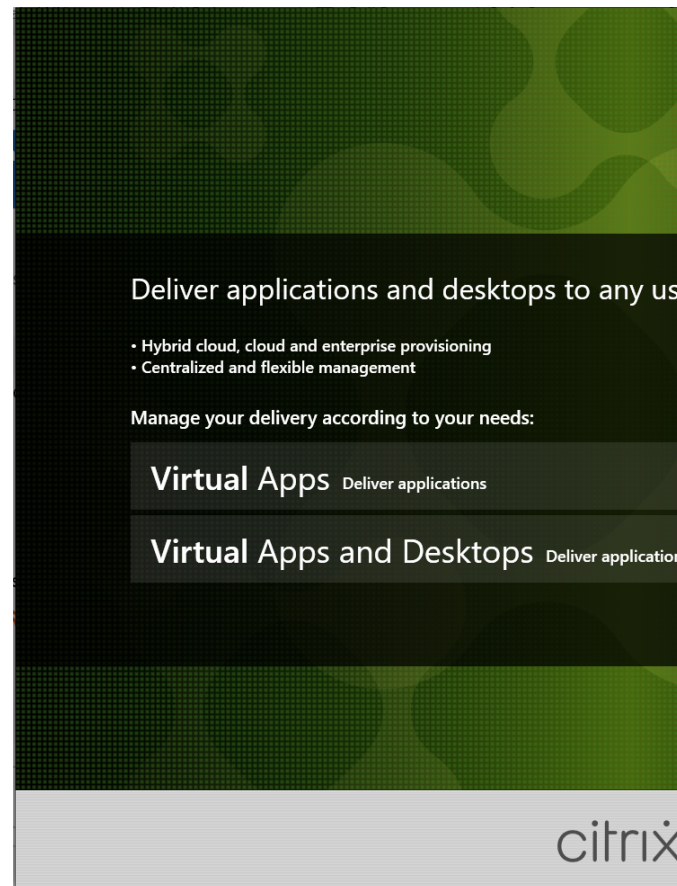 Deliver applications and desktops to any us
• Hybrid cloud, cloud and enterprise provisioning
• Centralized and flexible management
Manage your delivery according to your needs:
Virtual Apps Deliver applications
Virtual Apps and Desktops Deliver application
citrix